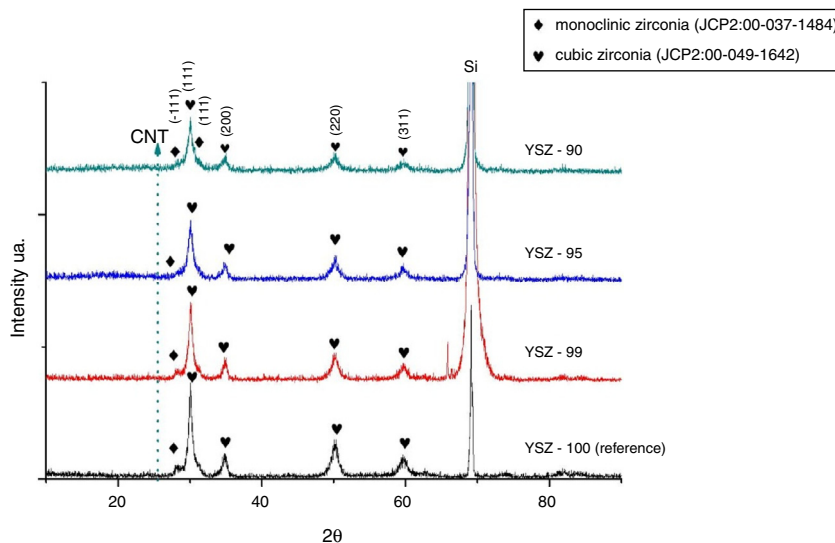 ♦ monoclinic zirconia (JCP2:00-037-1484)
♥ cubic zirconia (JCP2:00-049-1642)
Si
(-111)
(111)
(111)
(200)
(220)
(311)
CNT
YSZ - 90
YSZ - 95
YSZ - 99
YSZ - 100 (reference)
Intensity ua.
20
40
60
80
2θ